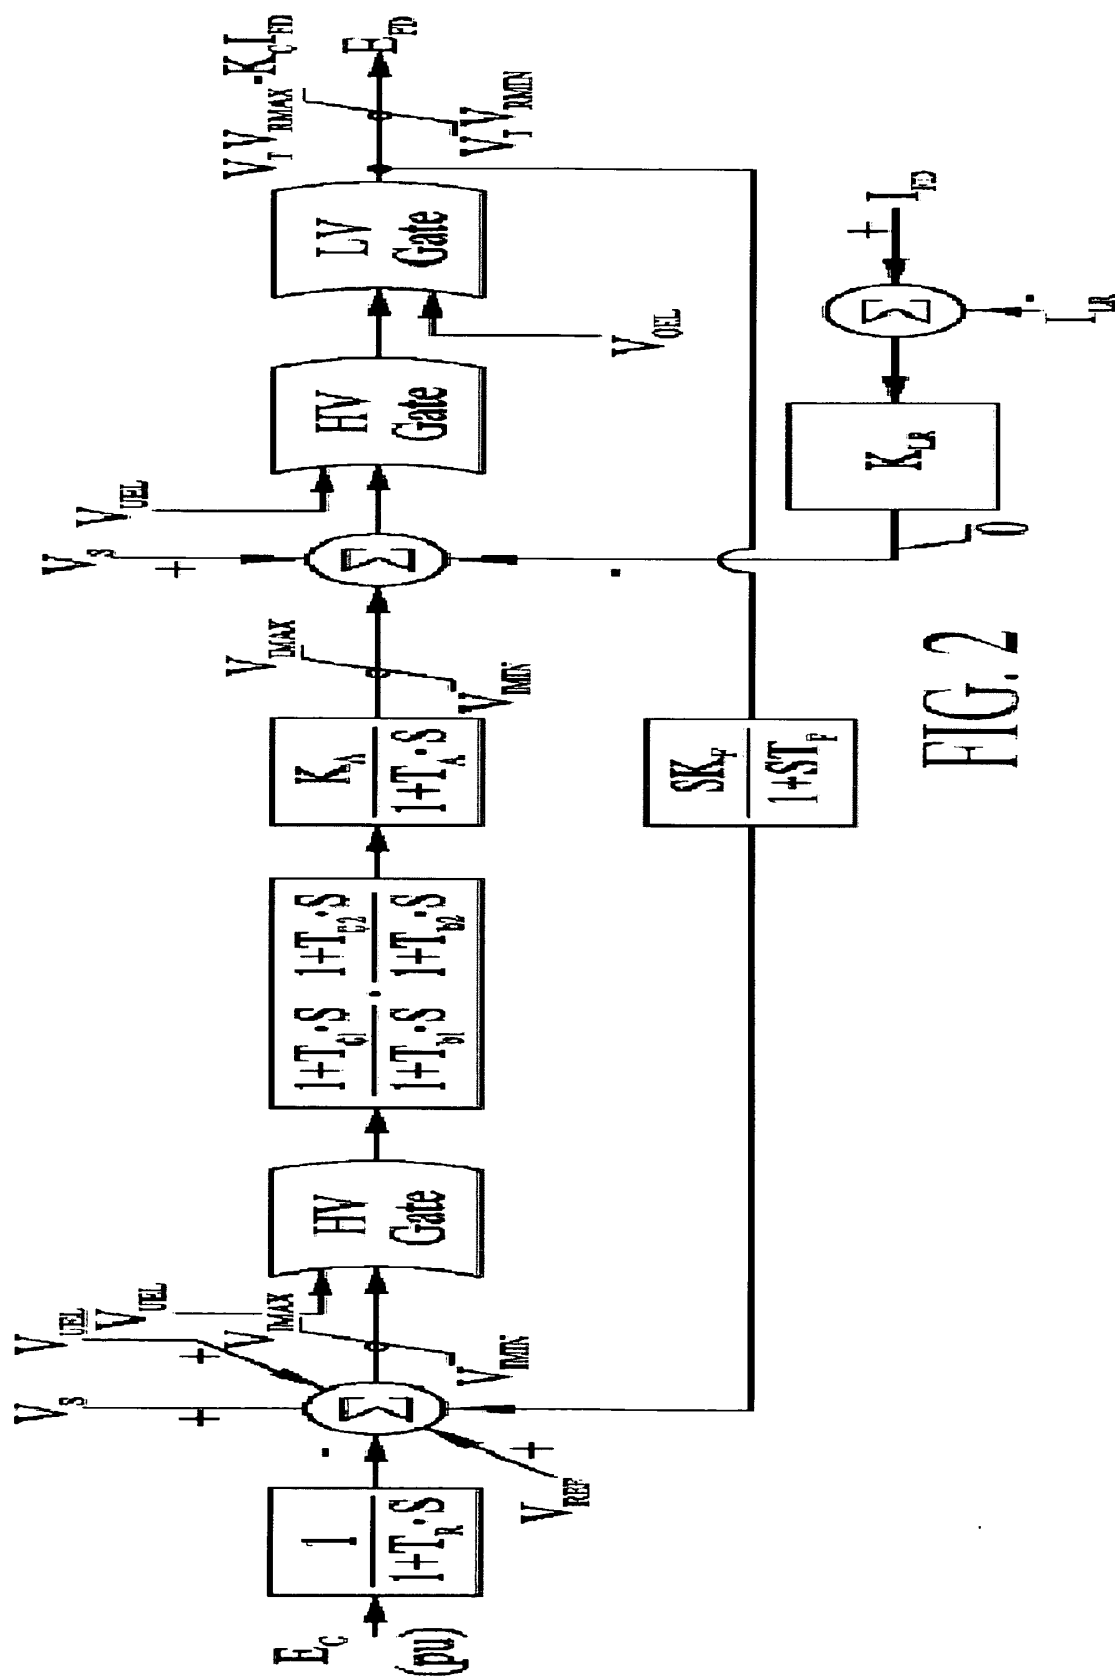 E_C
(pu)
1
1+T_R·S
-
V_S
+
V_UEL
+
V_REF
+
Σ
V_UEL
V_IMAX
V_IMIN
HV
Gate
1+T_C1·S 1+T_C2·S
·
1+T_b1·S 1+T_b2·S
K_A
1+T_A·S
V_IMAX
V_IMIN
V_S
+
Σ
-
V_UEL
HV
Gate
V_OEL
LV
Gate
V_T V_RMAX -K_C I_FD
V_T V_RMIN
E_FD
SK_F
1+ST_F
0
K_LR
Σ
+
I_FD
-
I_LR
FIG. 2